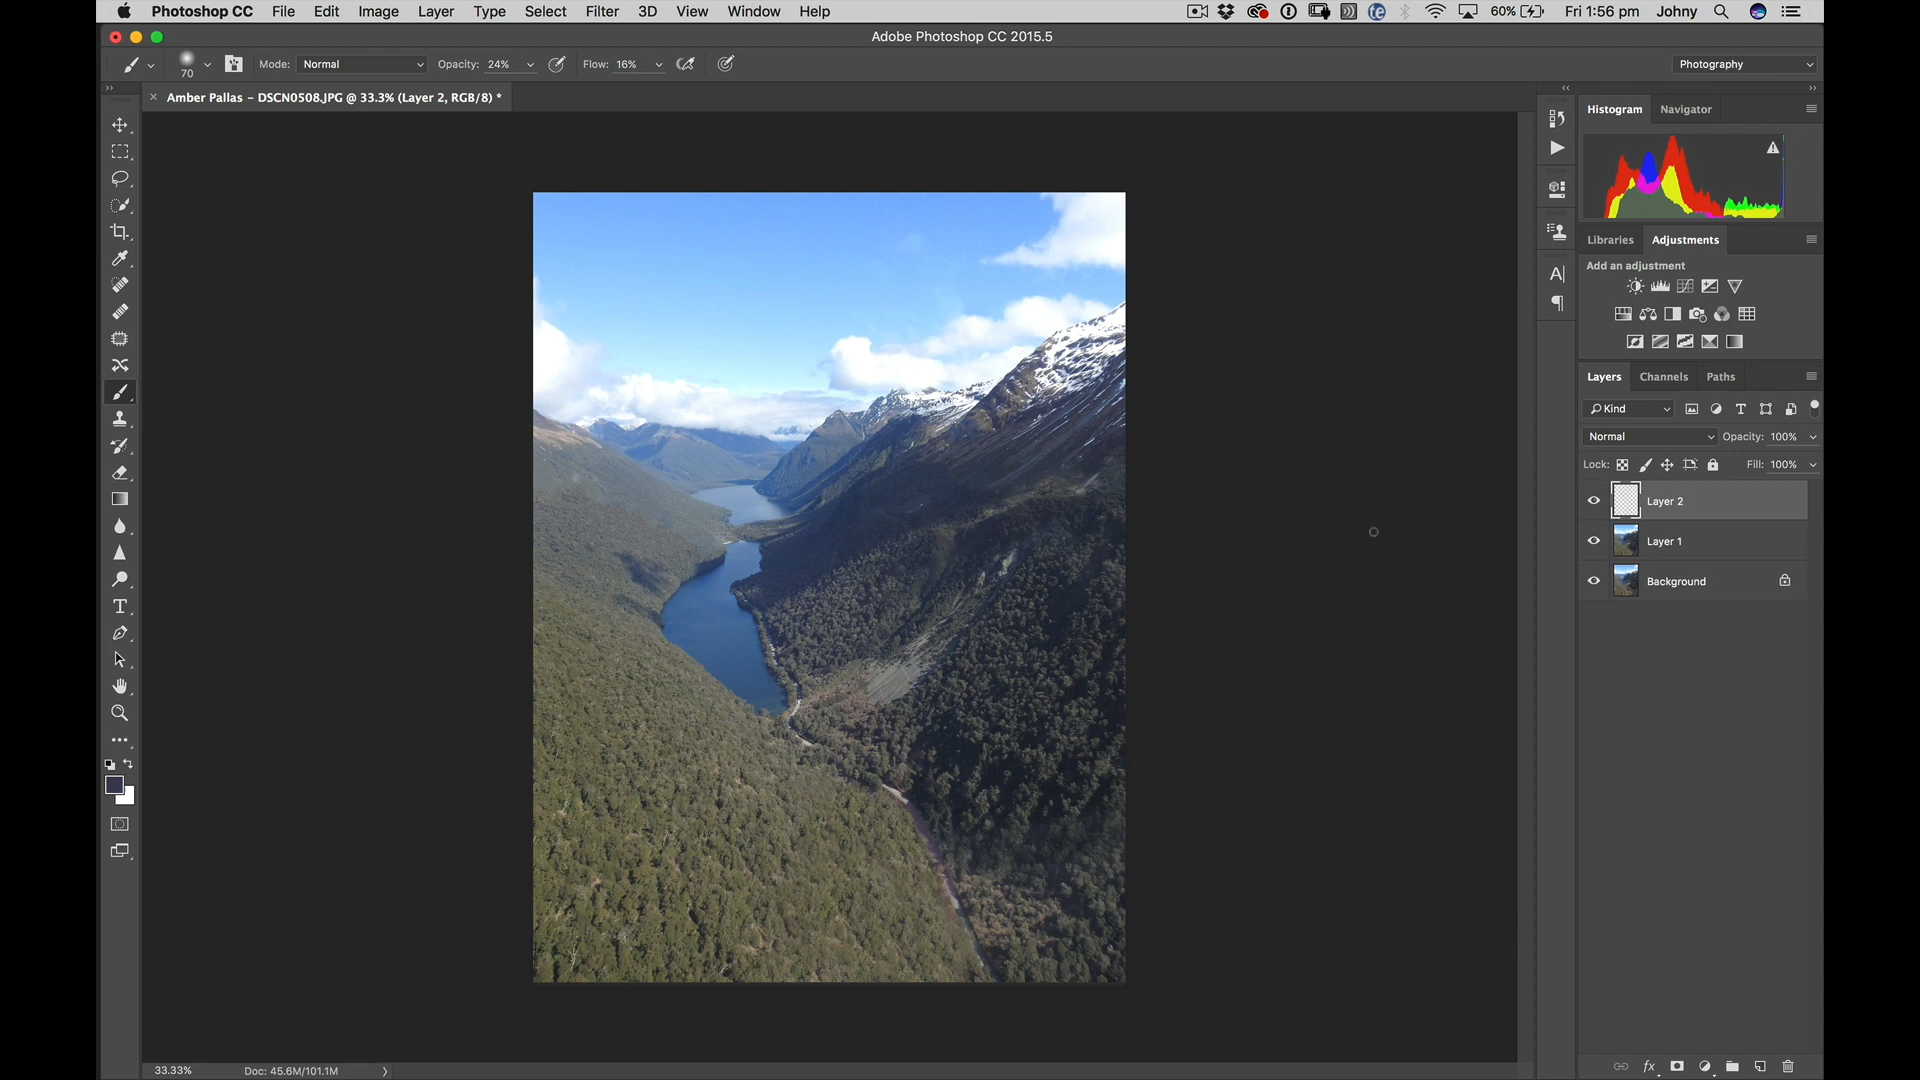 Photoshop CC File Edit Image Layer Type Select Filter 3D View Window Help 60% Fri 1:56 pm Johny
Adobe Photoshop CC 2015.5
70 Mode: Normal Opacity: 24% Flow: 16% Photography
× Amber Pallas – DSCN0508.JPG @ 33.3% (Layer 2, RGB/8) *
Histogram Navigator
Libraries Adjustments
Add an adjustment
Layers Channels Paths
Kind
Normal Opacity: 100%
Lock: Fill: 100%
Layer 2
Layer 1
Background
fx
33.33% Doc: 45.6M/101.1M